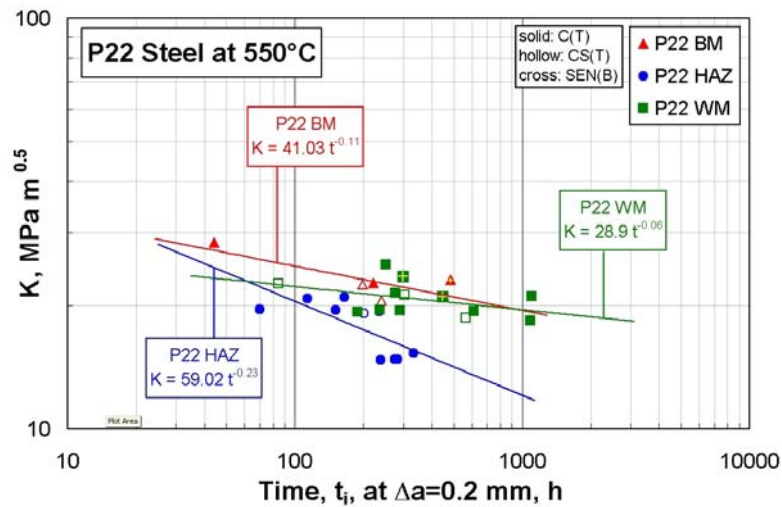 100
P22 Steel at 550°C
solid: C(T)
hollow: CS(T)
cross: SEN(B)
P22 BM
P22 HAZ
P22 WM
P22 BM
K = 41.03 t-0.11
P22 WM
K = 28.9 t-0.06
P22 HAZ
K = 59.02 t-0.23
K, MPa m0.5
Plot Area
10
10
100
1000
10000
Time, ti, at Δa=0.2 mm, h